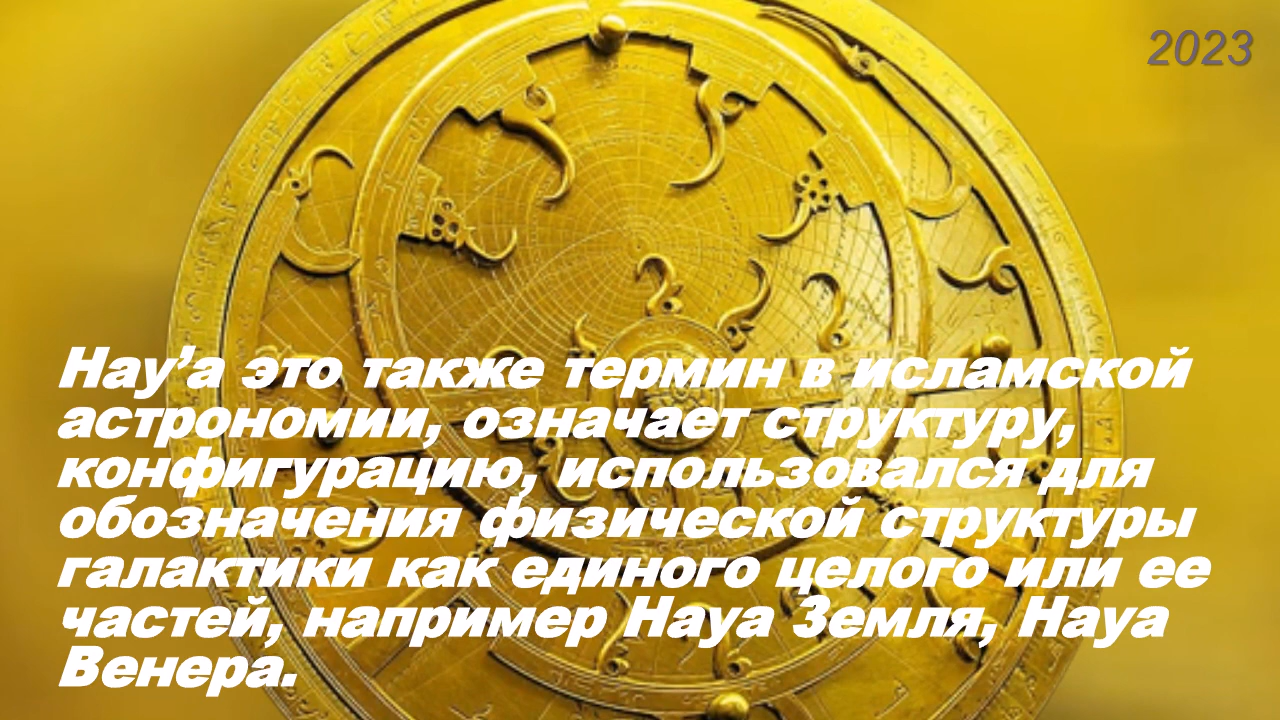 2023
Hay’a это также термин в исламской
астрономии, означает структуру,
конфигурацию, использовался для
обозначения физической структуры
галактики как единого целого или ее
частей, например Haya Земля, Haya
Венера.